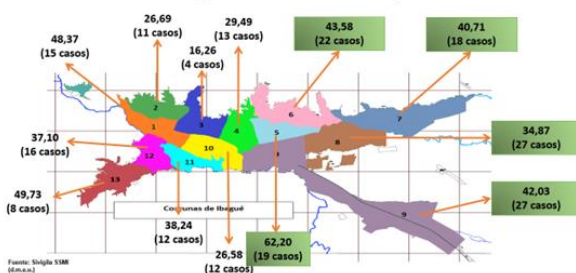 26,69
(11 casos)
29,49
(13 casos)
43,58
(22 casos)
40,71
(18 casos)
48,37
(15 casos)
16,26
(4 casos)
2
6
7
1
3
4
5
37,10
(16 casos)
10
8
34,87
(27 casos)
12
11
13
49,73
(8 casos)
9
42,03
(27 casos)
Comunas de Ibagué
38,24
(12 casos)
26,58
(12 casos)
62,20
(19 casos)
Fuente: Sivigila SSMI
(d.m.e.u.)